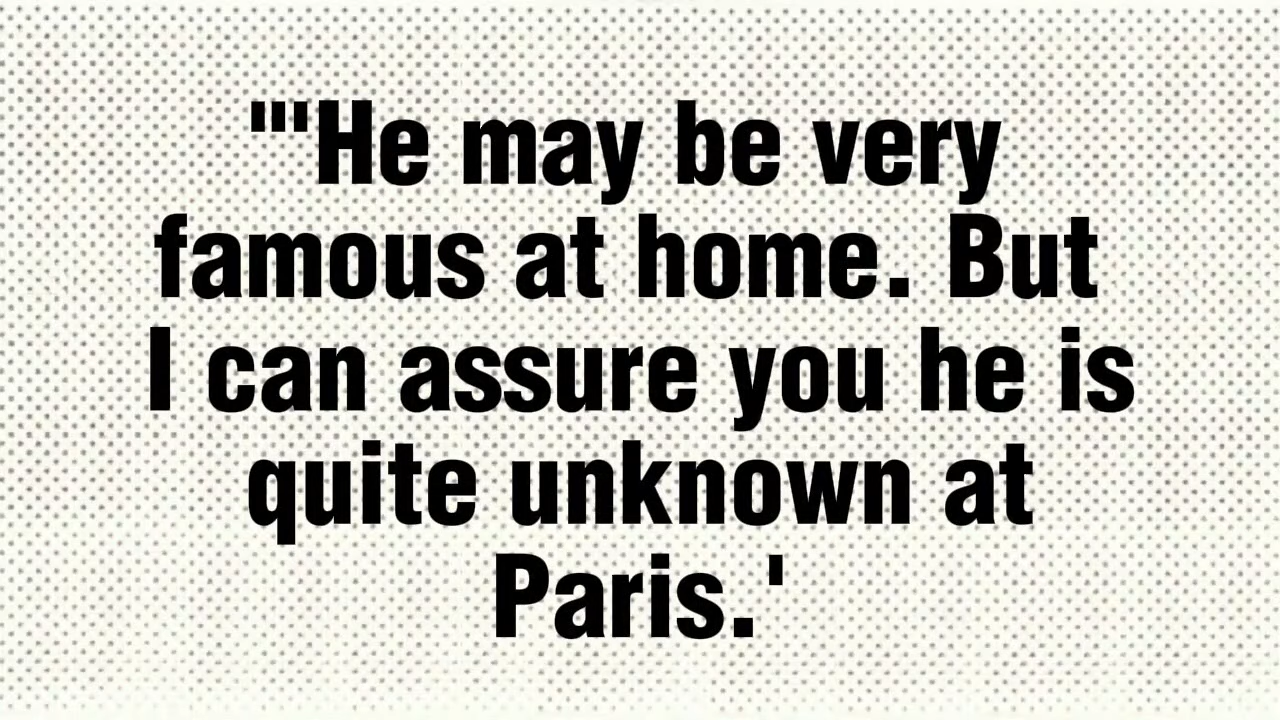 "'He may be very
famous at home. But
I can assure you he is
quite unknown at
Paris.'